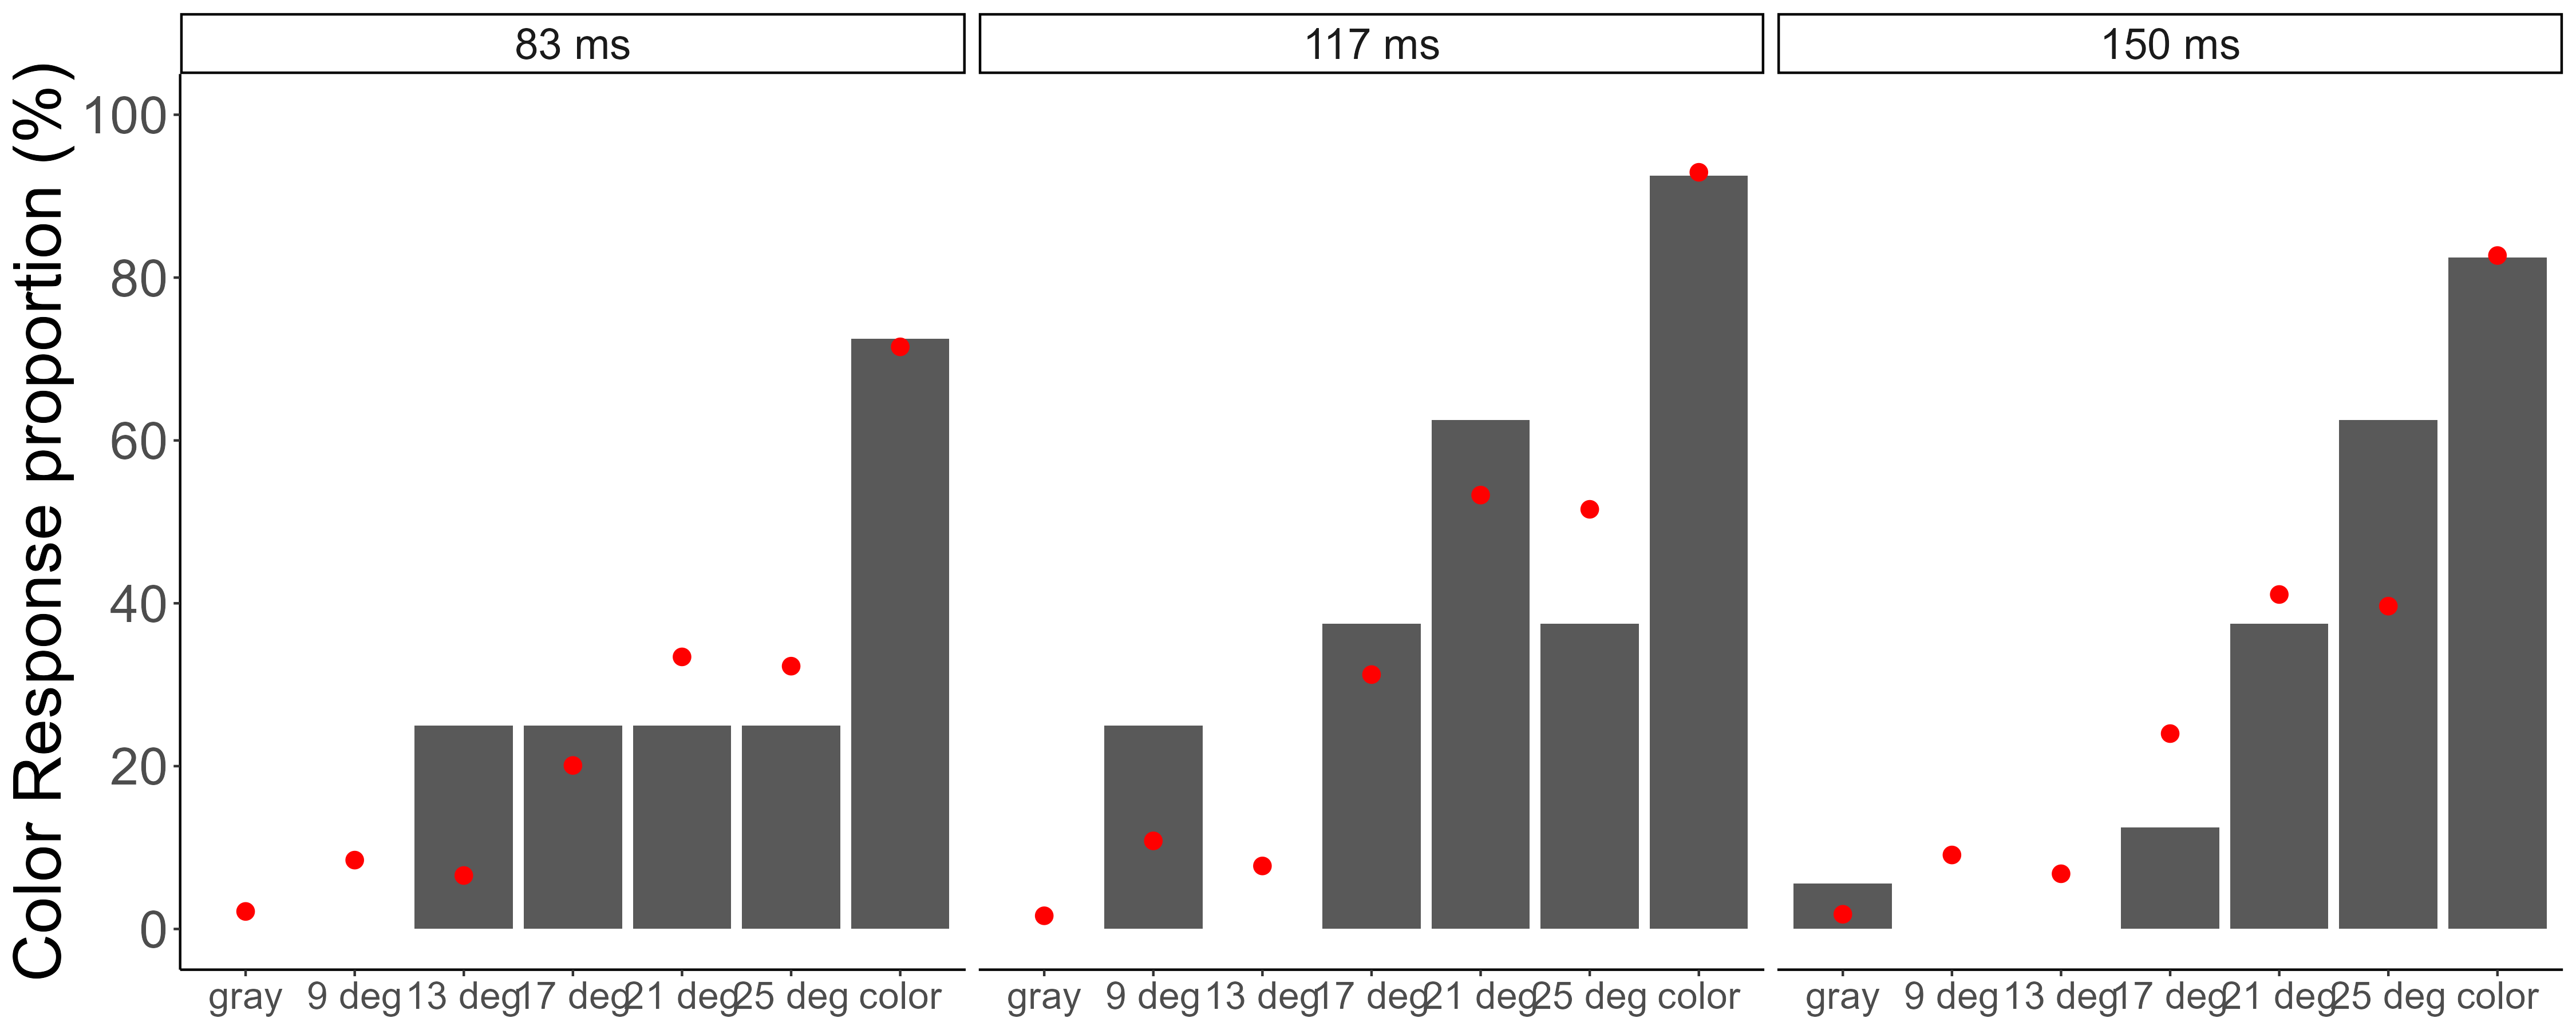 83 ms
117 ms
150 ms
Color Response proportion (%)
100
80
60
40
20
0
gray 9 deg 13 deg 17 deg 21 deg 25 deg color
gray 9 deg 13 deg 17 deg 21 deg 25 deg color
gray 9 deg 13 deg 17 deg 21 deg 25 deg color